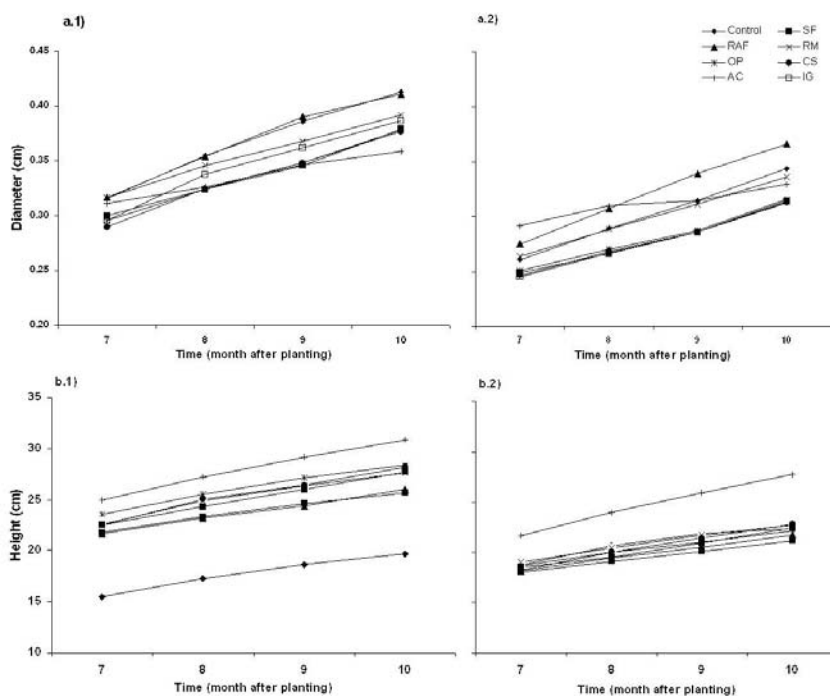 a.1)
a.2)
Control
SF
RAF
RM
OP
CS
AC
IG
0.45
0.40
0.35
0.30
0.25
0.20
Diameter (cm)
7 8 9 10
Time (month after planting)
7 8 9 10
Time (month after planting)
b.1)
b.2)
35
30
25
20
15
10
Height (cm)
7 8 9 10
Time (month after planting)
7 8 9 10
Time (month after planting)